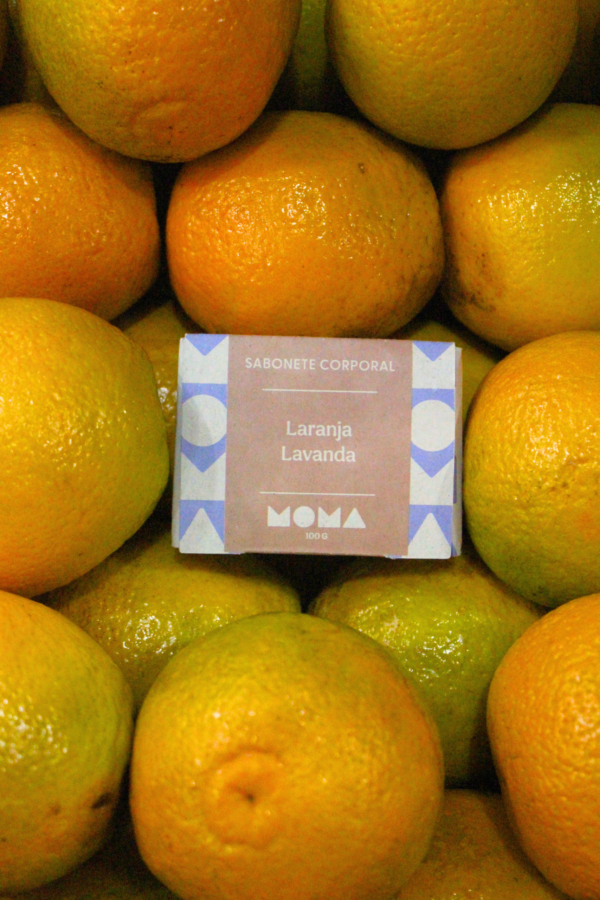 SABONETE CORPORAL
Laranja
Lavanda
MOMA
100 G